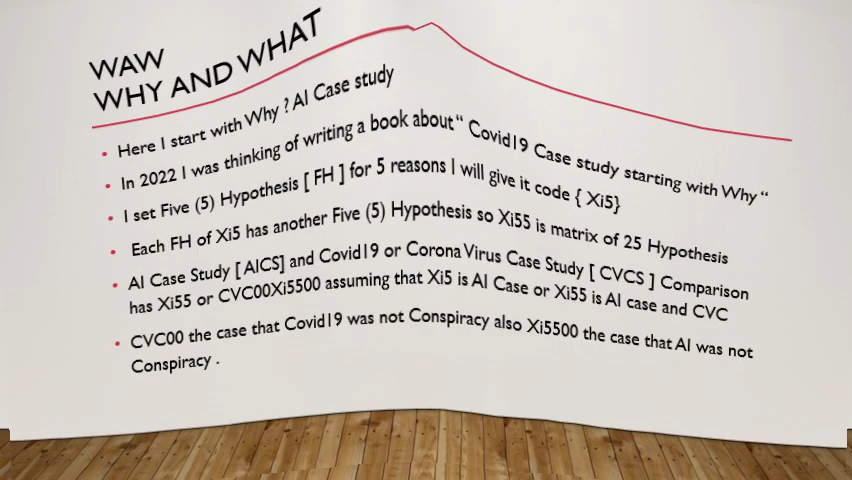 WAW
WHY AND WHAT
• Here I start with Why ? AI Case study
• In 2022 I was thinking of writing a book about “ Covid19 Case study starting with Why “
• I set Five (5) Hypothesis [ FH ] for 5 reasons I will give it code { Xi5}
• Each FH of Xi5 has another Five (5) Hypothesis so Xi55 is matrix of 25 Hypothesis
• AI Case Study [ AICS] and Covid19 or Corona Virus Case Study [ CVCS ] Comparison
has Xi55 or CVC00Xi5500 assuming that Xi5 is AI Case or Xi55 is AI case and CVC
• CVC00 the case that Covid19 was not Conspiracy also Xi5500 the case that AI was not
Conspiracy .